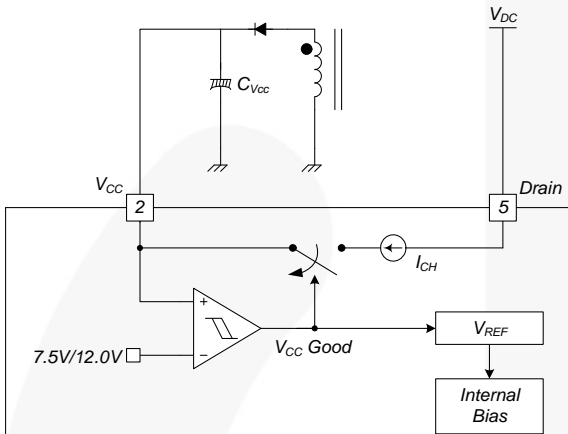 V_DC
C_Vcc
V_CC
Drain
2
5
I_CH
+
−
7.5V/12.0V
V_CC Good
V_REF
Internal
Bias